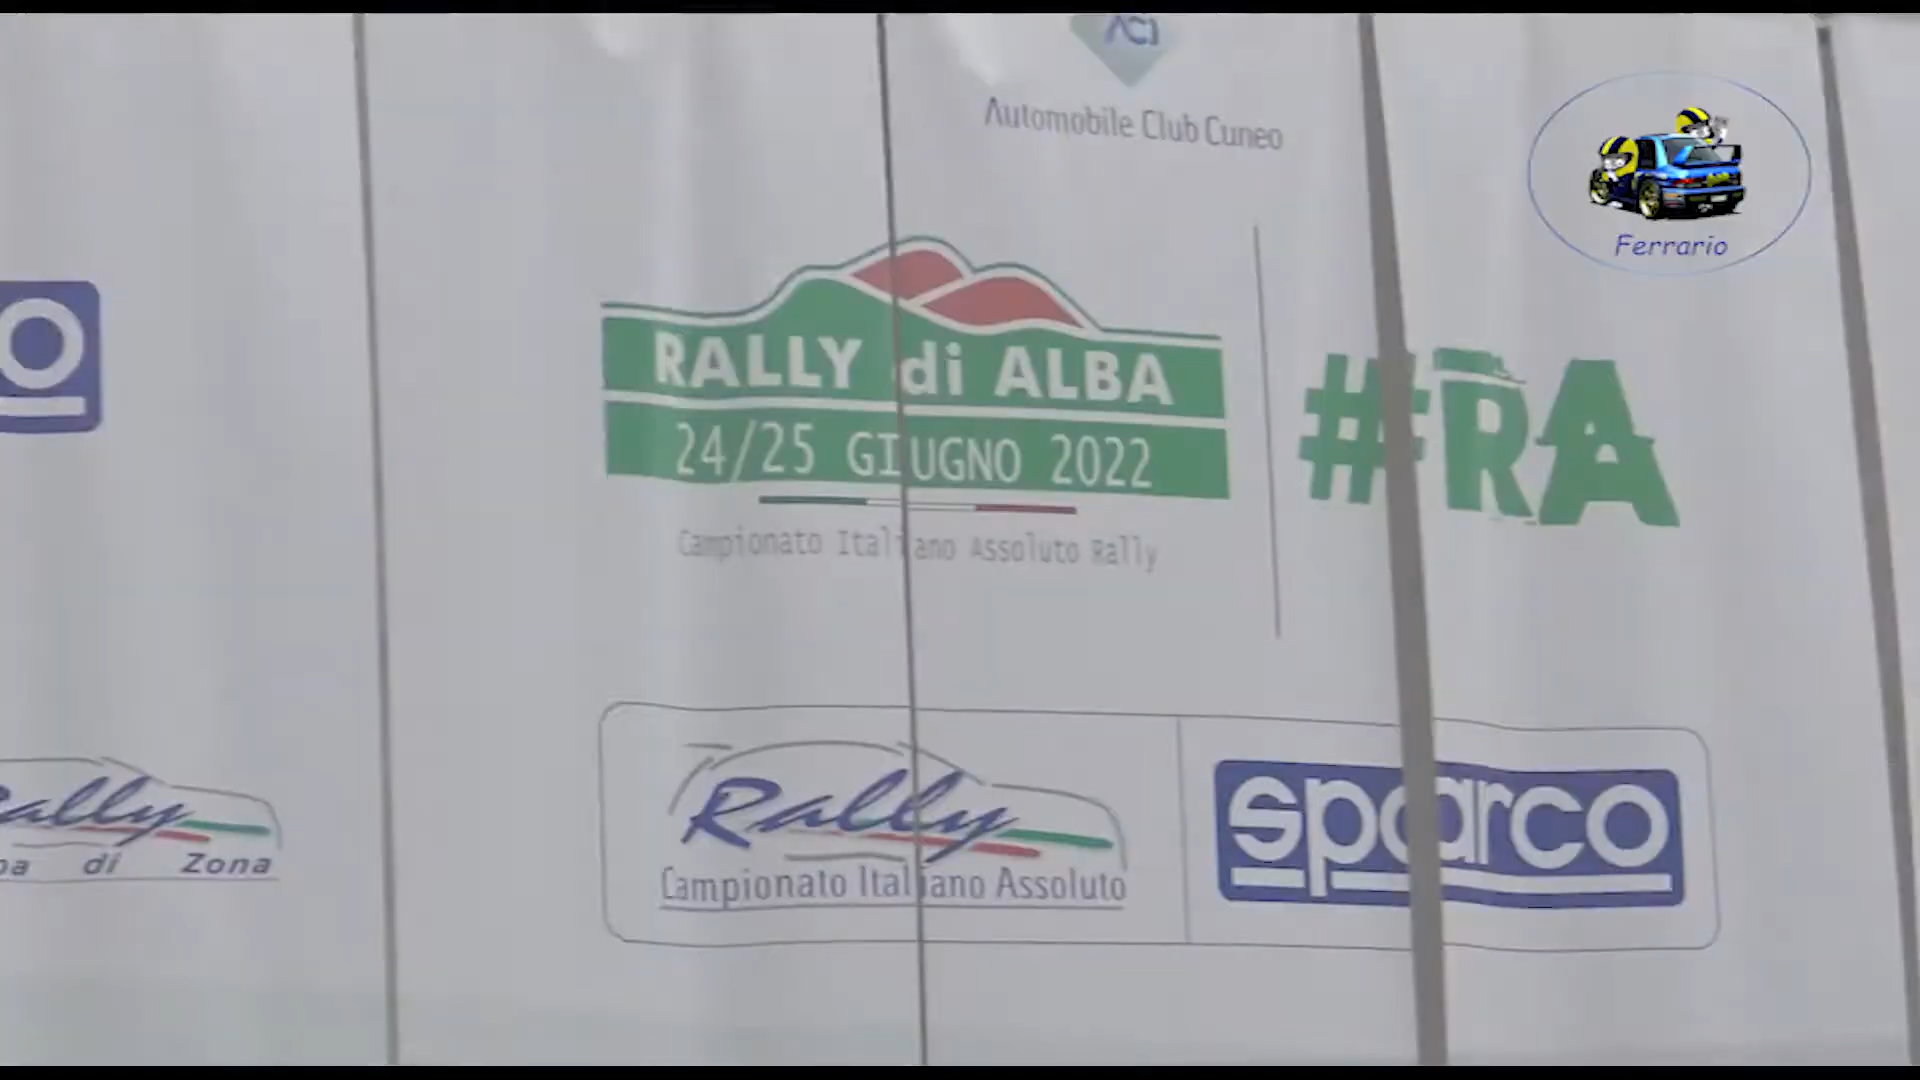 ACI
Automobile Club Cuneo
Ferrario
RALLY di ALBA
24/25 GIUGNO 2022
Campionato Italiano Assoluto Rally
#RA
Rally
di Zona
Rally
Campionato Italiano Assoluto
sparco